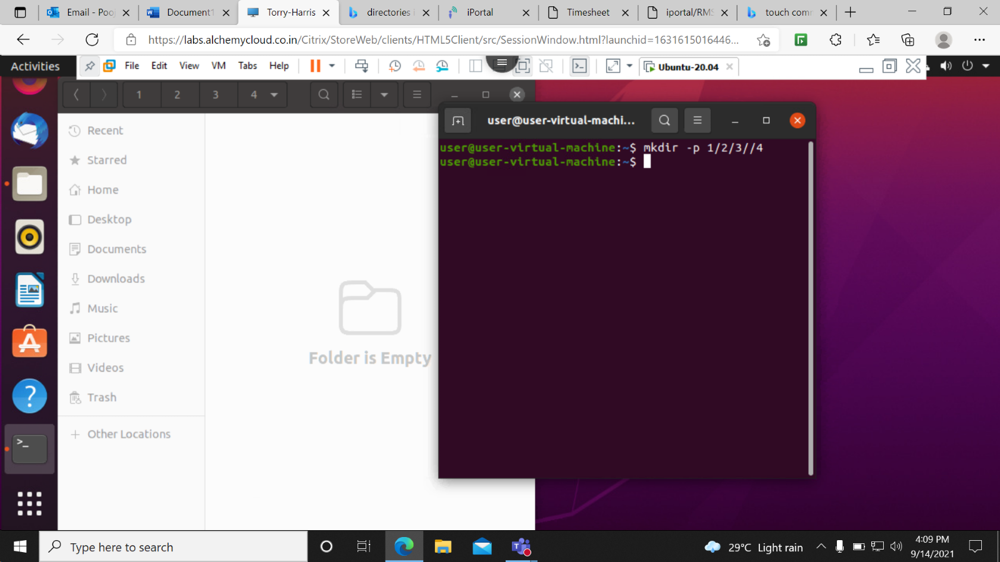 Email - Pooj
Document1
Torry-Harris
directories i
iPortal
Timesheet
iportal/RMS
touch comm
https://labs.alchemycloud.co.in/Citrix/StoreWeb/clients/HTML5Client/src/SessionWindow.html?launchid=1631615016446...
Activities
File Edit View VM Tabs Help
Ubuntu-20.04
1 2 3 4
user@user-virtual-machi...
user@user-virtual-machine:~$ mkdir -p 1/2/3//4
user@user-virtual-machine:~$
Recent
Starred
Home
Desktop
Documents
Downloads
Music
Pictures
Videos
Trash
+ Other Locations
Folder is Empty
Type here to search
29°C Light rain
4:09 PM
9/14/2021